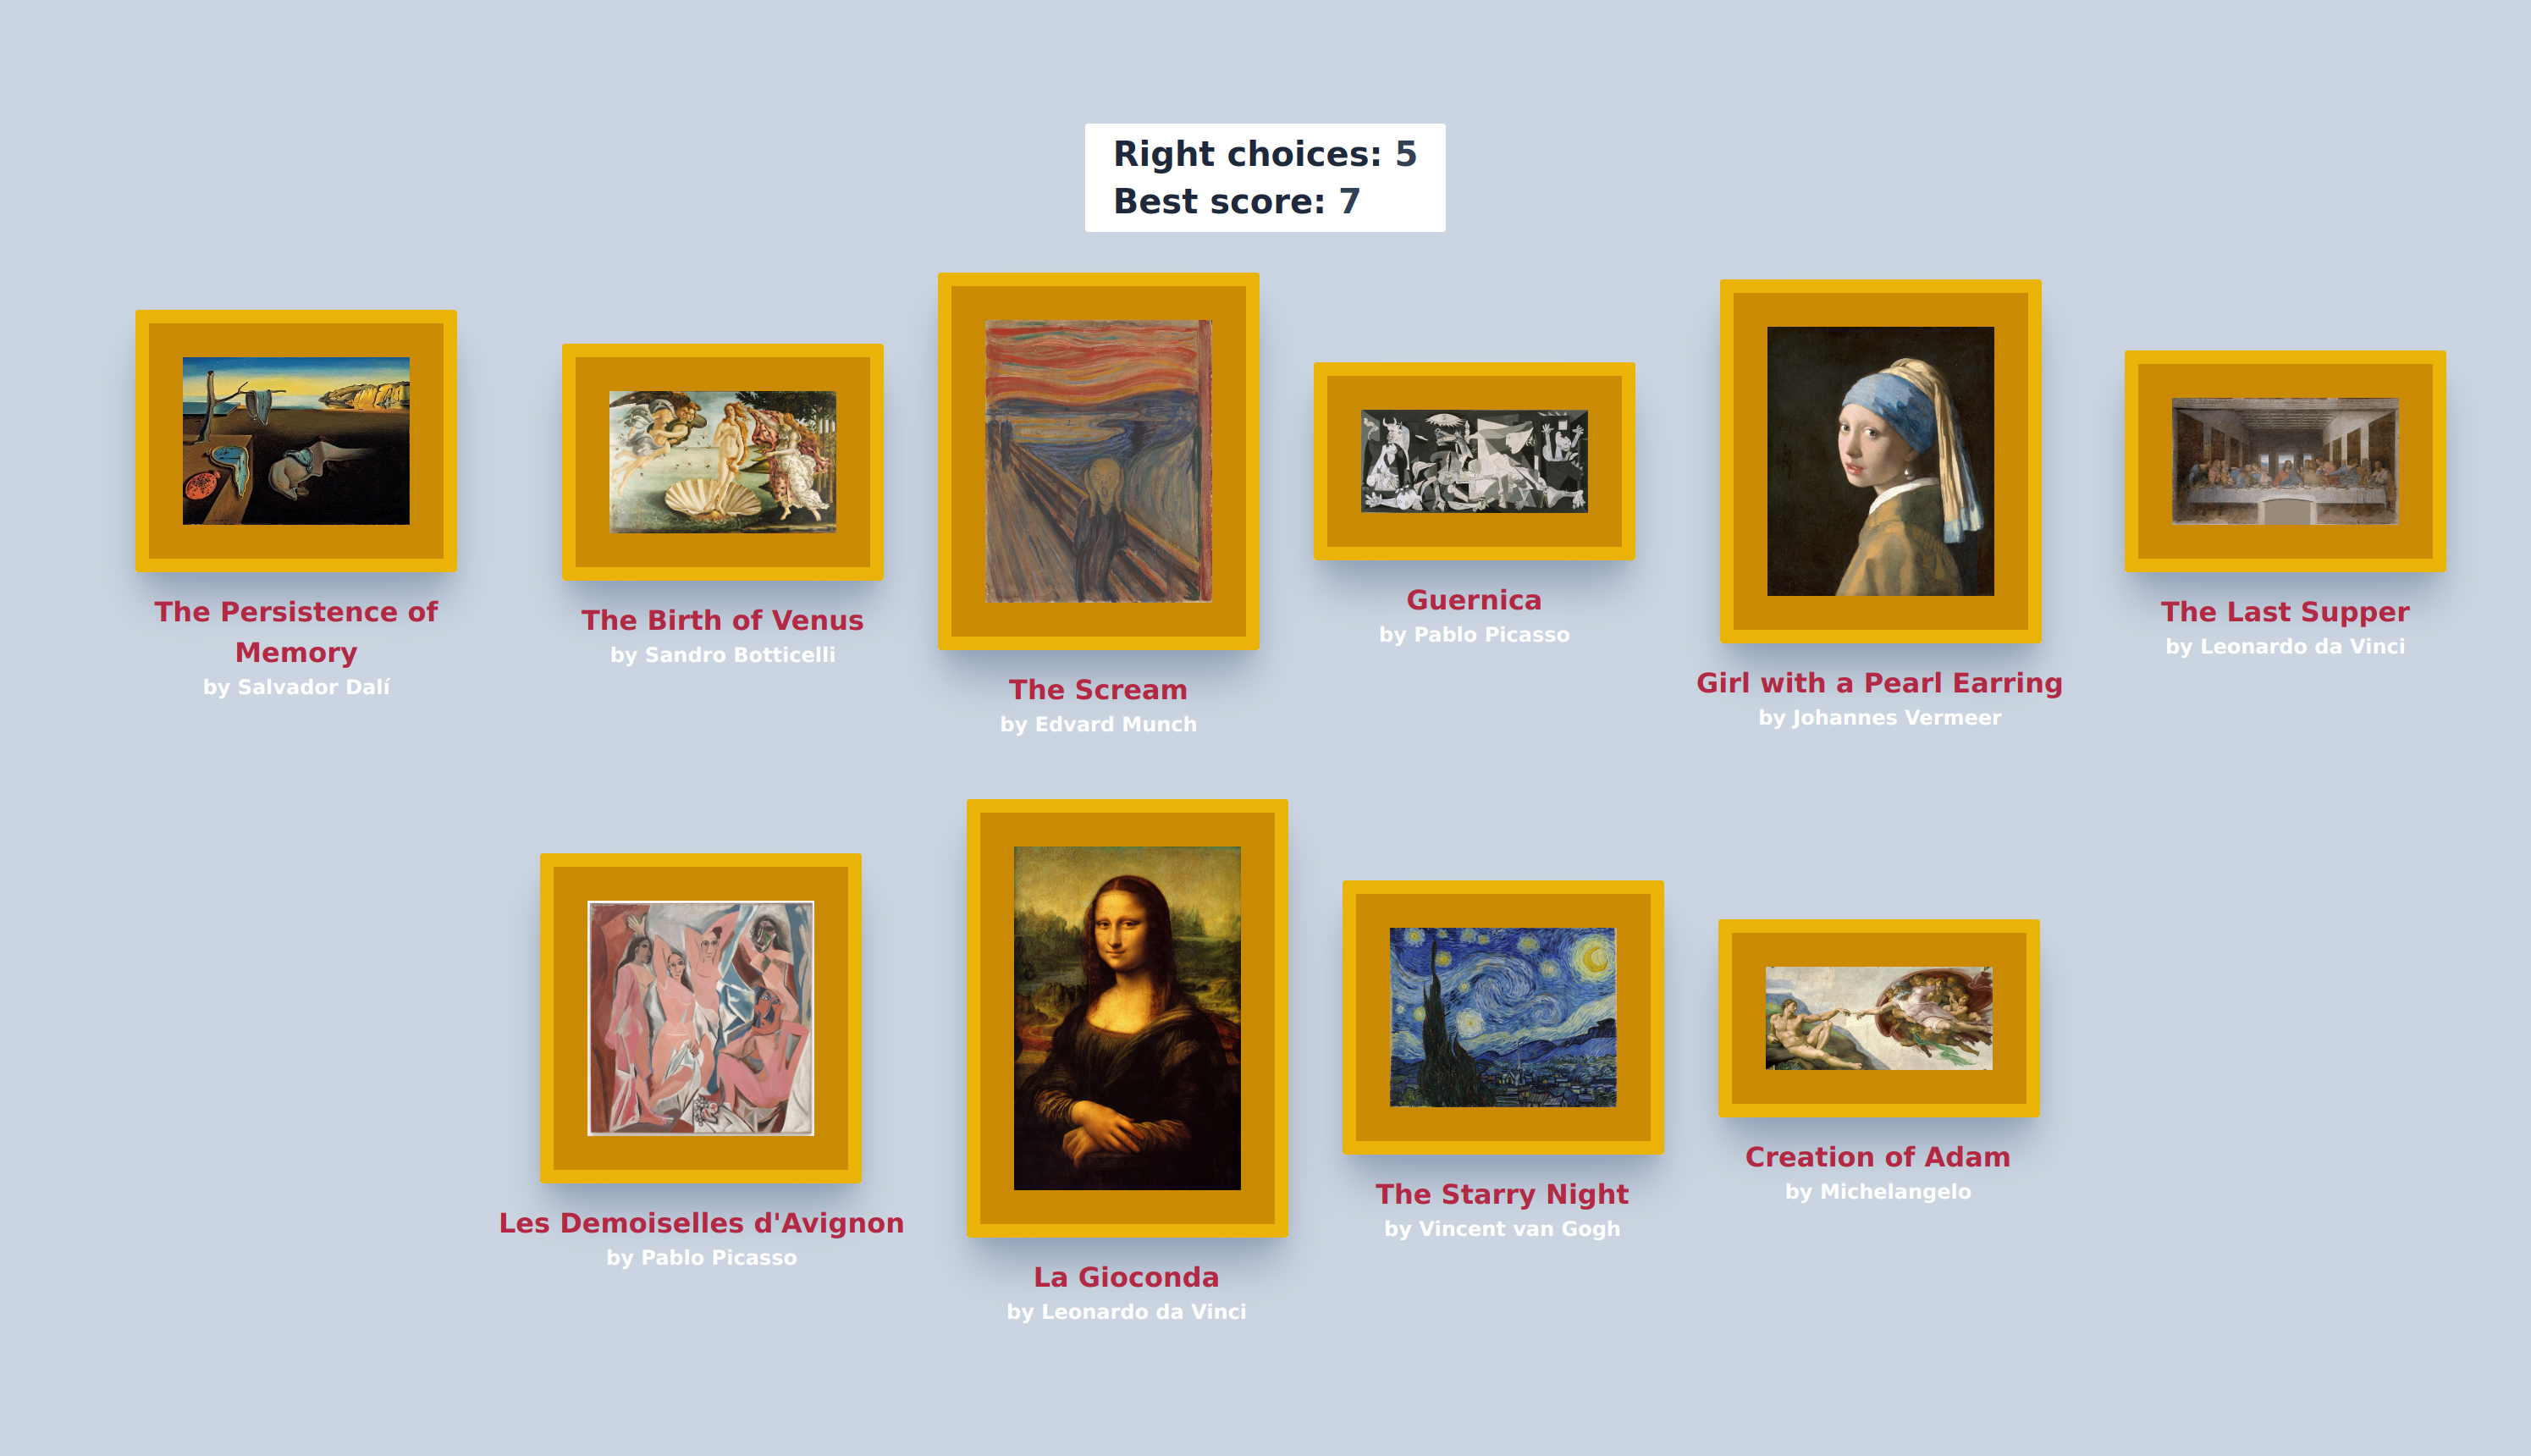 Right choices: 5
Best score: 7
The Persistence of
Memory
by Salvador Dalí
The Birth of Venus
by Sandro Botticelli
The Scream
by Edvard Munch
Guernica
by Pablo Picasso
Girl with a Pearl Earring
by Johannes Vermeer
The Last Supper
by Leonardo da Vinci
Les Demoiselles d'Avignon
by Pablo Picasso
La Gioconda
by Leonardo da Vinci
The Starry Night
by Vincent van Gogh
Creation of Adam
by Michelangelo